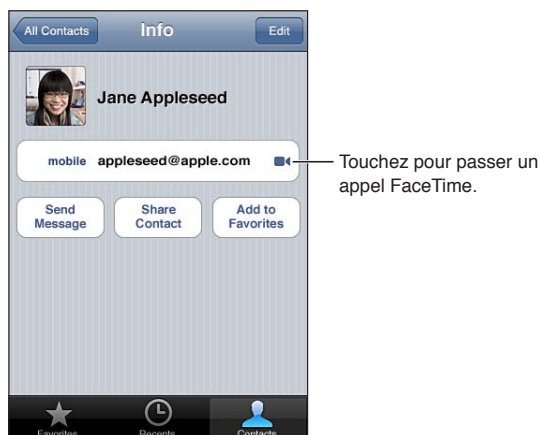 All Contacts Info Edit
Jane Appleseed
mobile appleseed@apple.com
Touchez pour passer un
appel FaceTime.
Send
Message
Share
Contact
Add to
Favorites
Favorites Recents Contacts